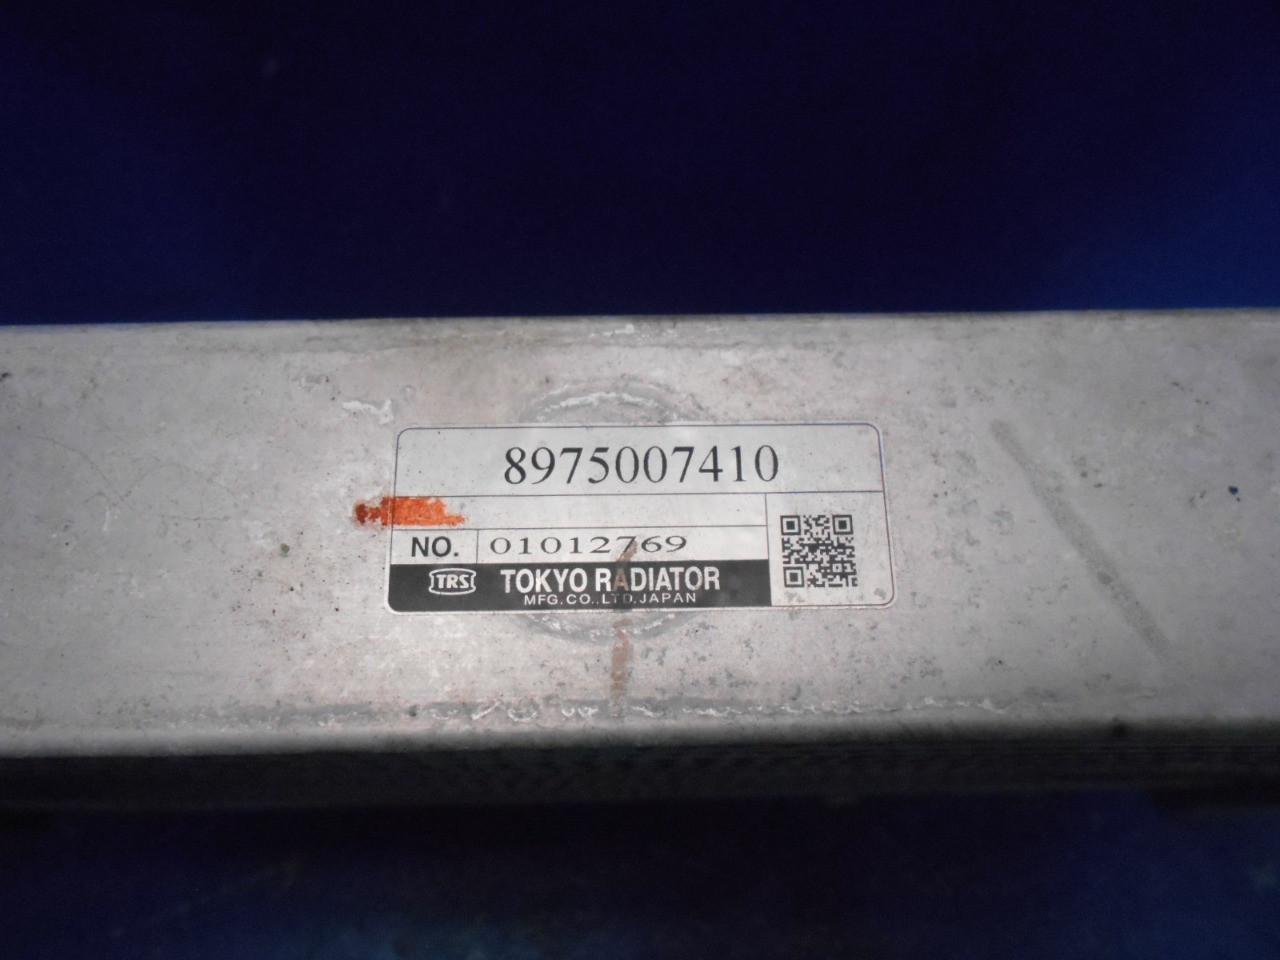 8975007410
NO. 01012769
TRS TOKYO RADIATOR
MFG.CO.,LTD.JAPAN